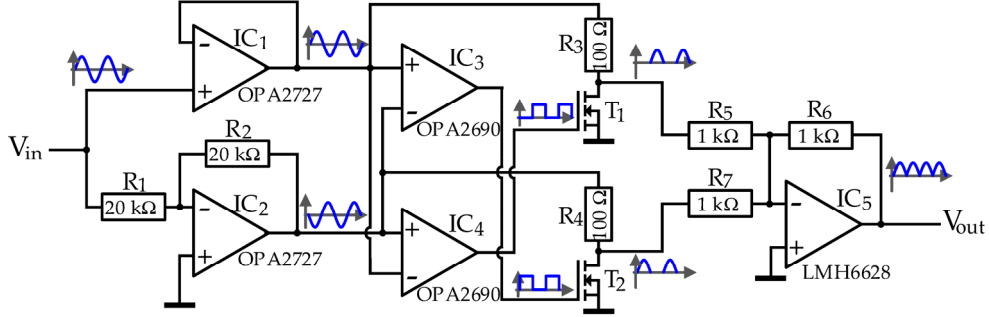 IC1
OPA2727
Vin
R1
20 kΩ
R2
20 kΩ
IC2
OPA2727
IC3
OPA2690
IC4
OPA2690
R3
100 Ω
T1
R4
100 Ω
T2
R5
1 kΩ
R6
1 kΩ
R7
1 kΩ
IC5
LMH6628
Vout